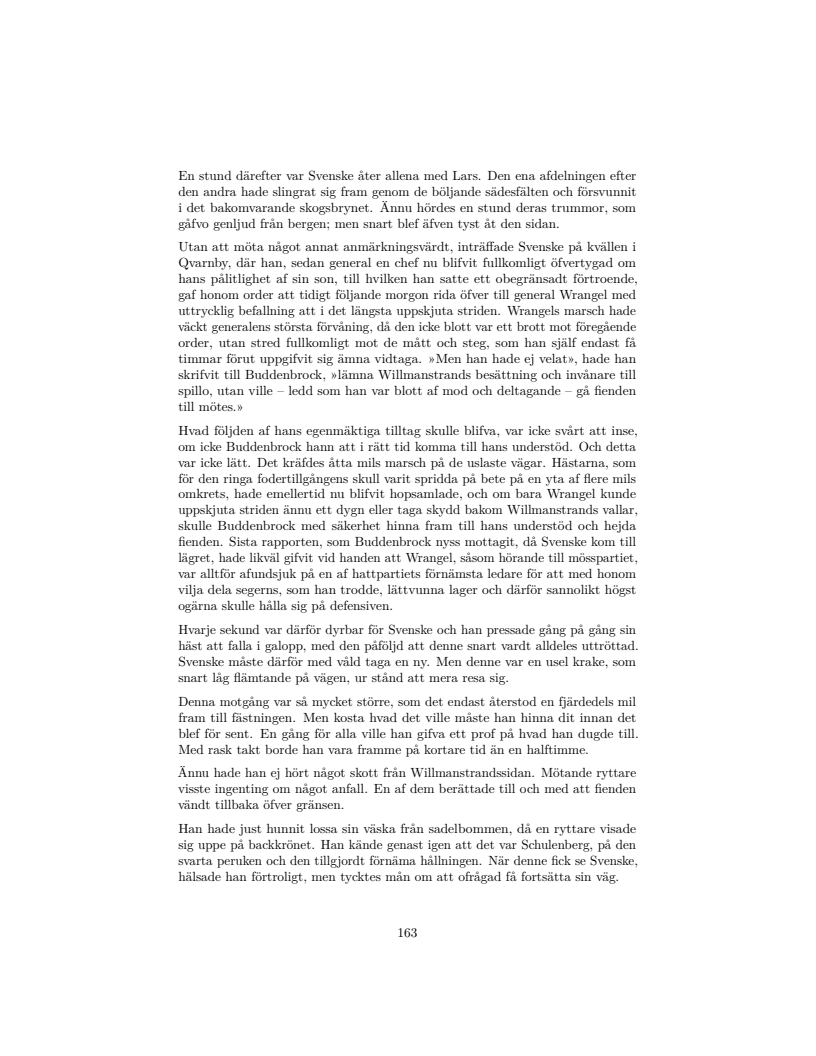 En stund därefter var Svenske åter allena med Lars. Den ena afdelningen efter
den andra hade slingrat sig fram genom de böljande sädesfälten och försvunnit
i det bakomvarande skogsbrynet. Ännu hördes en stund deras trummor, som
gåfvo genljud från bergen; men snart blef äfven tyst åt den sidan.
Utan att möta något annat anmärkningsvärdt, inträffade Svenske på kvällen i
Qvarnby, där han, sedan general en chef nu blifvit fullkomligt öfvertygad om
hans pålitlighet af sin son, till hvilken han satte ett obegränsadt förtroende,
gaf honom order att tidigt följande morgon rida öfver till general Wrangel med
uttrycklig befallning att i det längsta uppskjuta striden. Wrangels marsch hade
väckt generalens största förvåning, då den icke blott var ett brott mot föregående
order, utan stred fullkomligt mot de mått och steg, som han själf endast få
timmar förut uppgifvit sig ämna vidtaga. »Men han hade ej velat», hade han
skrifvit till Buddenbrock, »lämna Willmanstrands besättning och invånare till
spillo, utan ville – ledd som han var blott af mod och deltagande – gå fienden
till mötes.»
Hvad följden af hans egenmäktiga tilltag skulle blifva, var icke svårt att inse,
om icke Buddenbrock hann att i rätt tid komma till hans understöd. Och detta
var icke lätt. Det kräfdes åtta mils marsch på de uslaste vägar. Hästarna, som
för den ringa fodertillgångens skull varit spridda på bete på en yta af flere mils
omkrets, hade emellertid nu blifvit hopsamlade, och om bara Wrangel kunde
uppskjuta striden ännu ett dygn eller taga skydd bakom Willmanstrands vallar,
skulle Buddenbrock med säkerhet hinna fram till hans understöd och hejda
fienden. Sista rapporten, som Buddenbrock nyss mottagit, då Svenske kom till
lägret, hade likväl gifvit vid handen att Wrangel, såsom hörande till mösspartiet,
var alltför afundsjuk på en af hattpartiets förnämsta ledare för att med honom
vilja dela segerns, som han trodde, lättvunna lager och därför sannolikt högst
ogärna skulle hålla sig på defensiven.
Hvarje sekund var därför dyrbar för Svenske och han pressade gång på gång sin
häst att falla i galopp, med den påföljd att denne snart vardt alldeles uttröttad.
Svenske måste därför med våld taga en ny. Men denne var en usel krake, som
snart låg flämtande på vägen, ur stånd att mera resa sig.
Denna motgång var så mycket större, som det endast återstod en fjärdedels mil
fram till fästningen. Men kosta hvad det ville måste han hinna dit innan det
blef för sent. En gång för alla ville han gifva ett prof på hvad han dugde till.
Med rask takt borde han vara framme på kortare tid än en halftimme.
Ännu hade han ej hört något skott från Willmanstrandssidan. Mötande ryttare
visste ingenting om något anfall. En af dem berättade till och med att fienden
vändt tillbaka öfver gränsen.
Han hade just hunnit lossa sin väska från sadelbommen, då en ryttare visade
sig uppe på backkrönet. Han kände genast igen att det var Schulenberg, på den
svarta peruken och den tillgjordt förnäma hållningen. När denne fick se Svenske,
hälsade han förtroligt, men tycktes mån om att ofrågad få fortsätta sin väg.
163